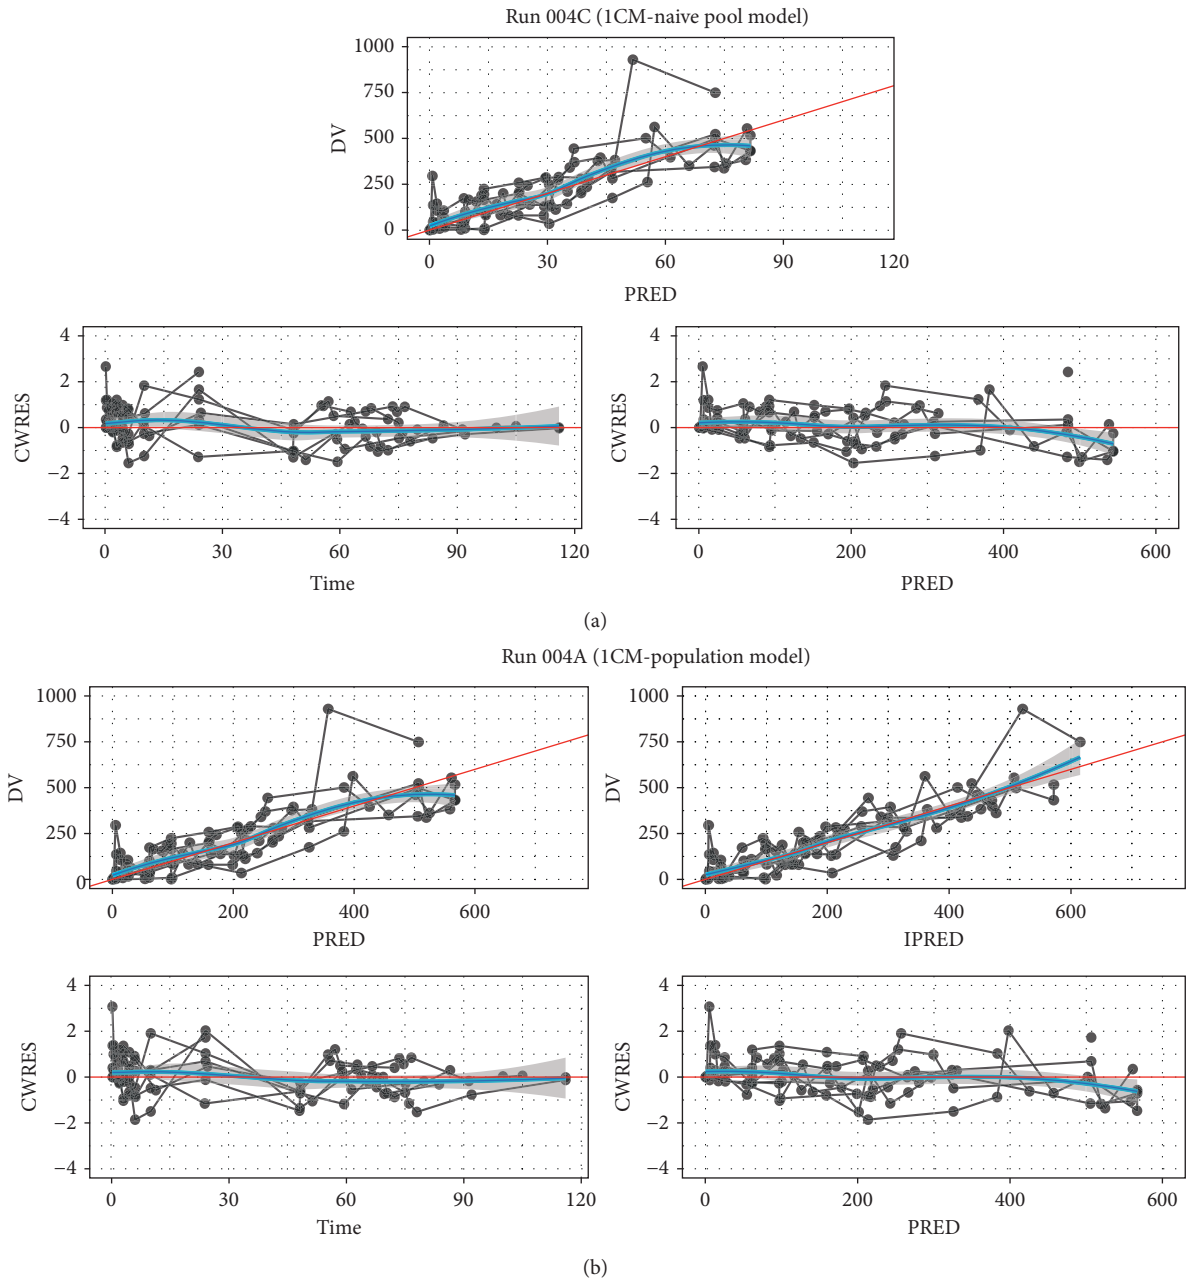 Run 004C (1CM-naive pool model)
1000
750
500
250
0
DV
0 30 60 90 120
PRED
4
2
0
−2
−4
CWRES
0 30 60 90 120
Time
4
2
0
−2
−4
CWRES
0 200 400 600
PRED
(a)
Run 004A (1CM-population model)
1000
750
500
250
0
DV
0 200 400 600
PRED
1000
750
500
250
0
DV
0 200 400 600
IPRED
4
2
0
−2
−4
CWRES
0 30 60 90 120
Time
4
2
0
−2
−4
CWRES
0 200 400 600
PRED
(b)